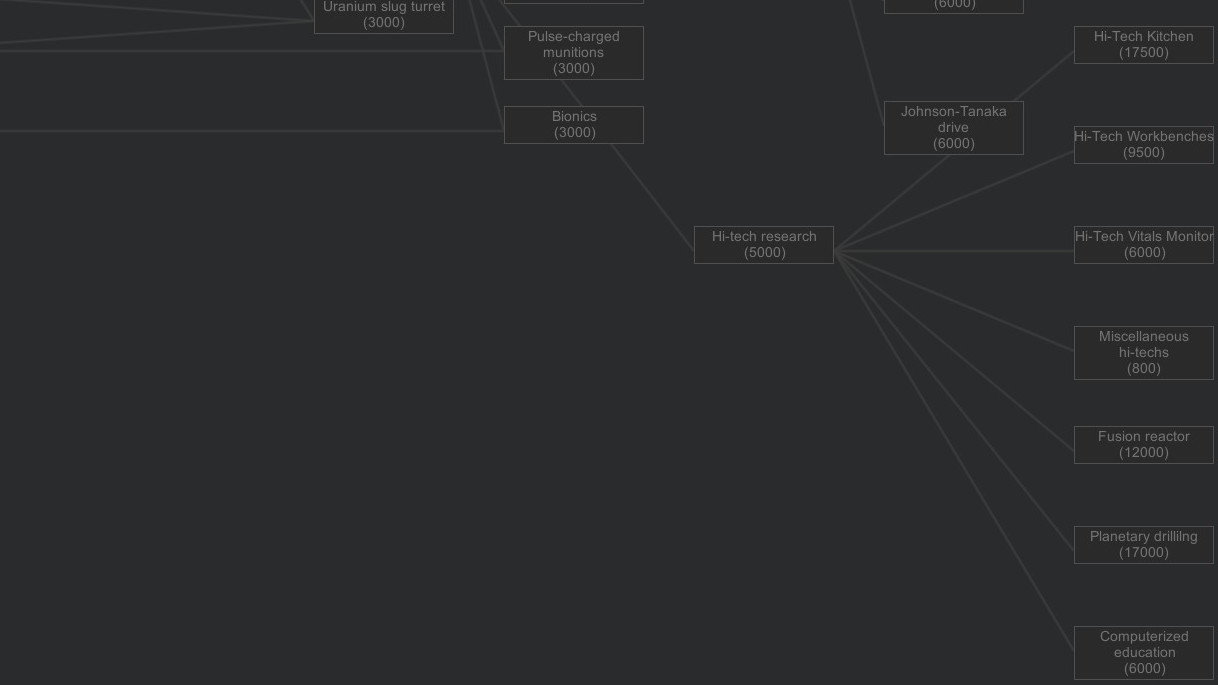 Uranium slug turret
(3000)
Pulse-charged
munitions
(3000)
Bionics
(3000)
Hi-tech research
(5000)
(6000)
Johnson-Tanaka
drive
(6000)
Hi-Tech Kitchen
(17500)
Hi-Tech Workbenches
(9500)
Hi-Tech Vitals Monitor
(6000)
Miscellaneous
hi-techs
(800)
Fusion reactor
(12000)
Planetary drillilng
(17000)
Computerized
education
(6000)